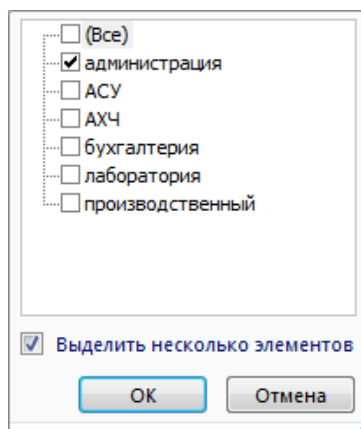 (Все)
администрация
АСУ
АХЧ
бухгалтерия
лаборатория
производственный
Выделить несколько элементов
ОК
Отмена